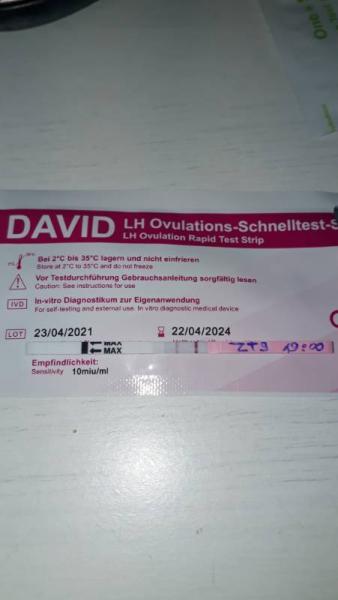 DAVID LH Ovulations-Schnelltest-S
LH Ovulation Rapid Test Strip
Bei 2°C bis 35°C lagern und nicht einfrieren
Store at 2°C to 35°C and do not freeze
Vor Testdurchführung Gebrauchsanleitung sorgfältig lesen
Caution: See instructions for use
IVD In-vitro Diagnostikum zur Eigenanwendung
For self-testing and external use. In vitro diagnostic medical device
LOT 23/04/2021 22/04/2024
MAX
MAX
ZT9 19:00
Empfindlichkeit:
Sensitivity 10miu/ml